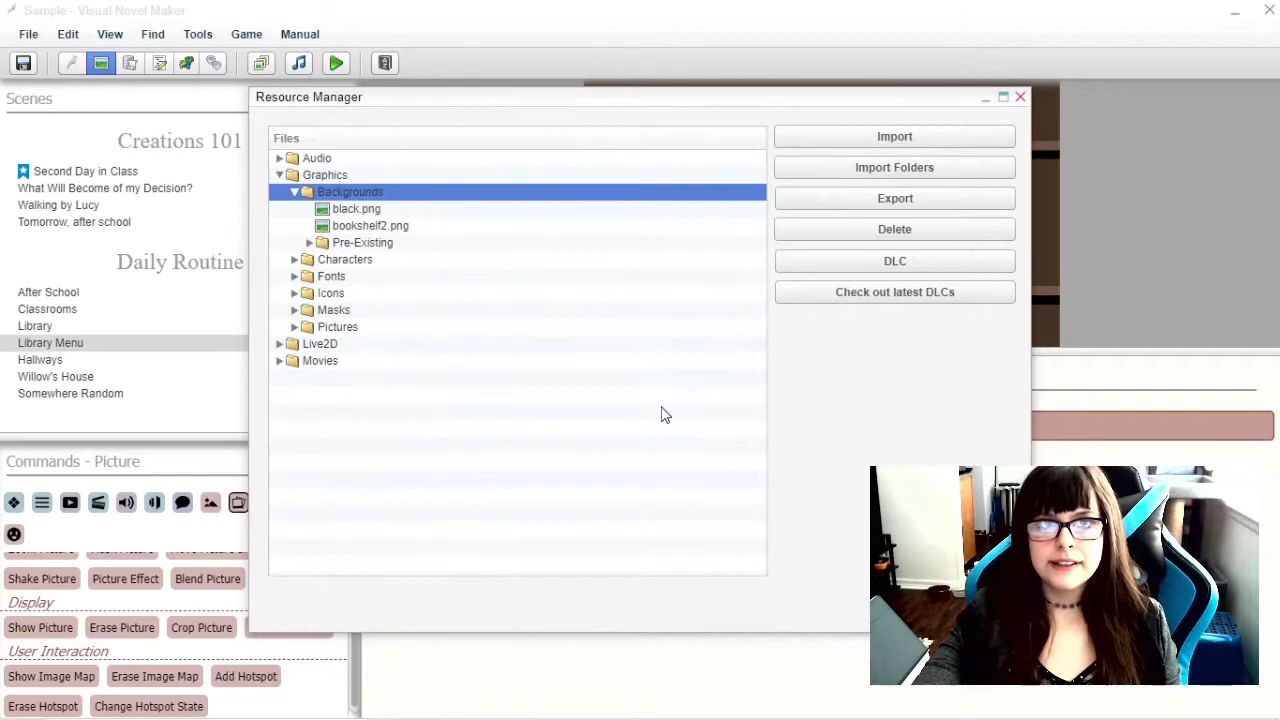 Sample - Visual Novel Maker
File Edit View Find Tools Game Manual
Scenes
Creations 101
Second Day in Class
What Will Become of my Decision?
Walking by Lucy
Tomorrow, after school
Daily Routine
After School
Classrooms
Library
Library Menu
Hallways
Willow's House
Somewhere Random
Commands - Picture
Shake Picture Picture Effect Blend Picture
Display
Show Picture Erase Picture Crop Picture
User Interaction
Show Image Map Erase Image Map Add Hotspot
Erase Hotspot Change Hotspot State
Resource Manager
Files
Audio
Graphics
Backgrounds
black.png
bookshelf2.png
Pre-Existing
Characters
Fonts
Icons
Masks
Pictures
Live2D
Movies
Import
Import Folders
Export
Delete
DLC
Check out latest DLCs